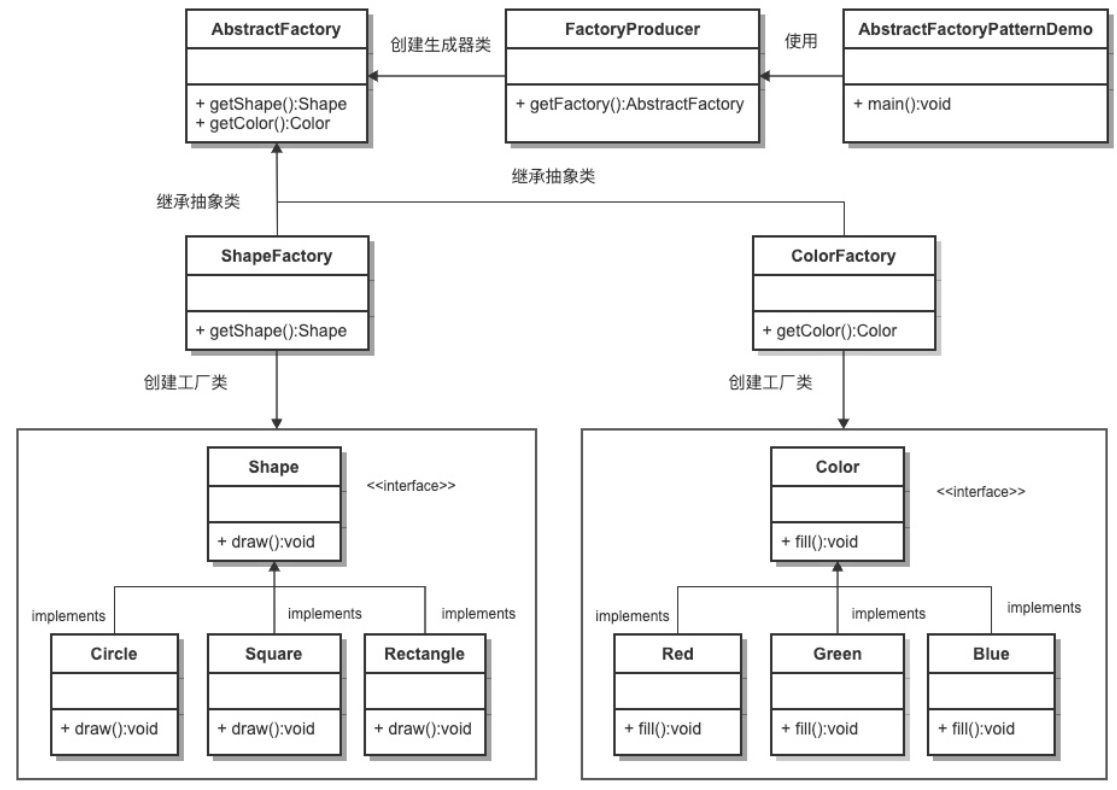 AbstractFactory
+ getShape():Shape
+ getColor():Color
创建生成器类
FactoryProducer
+ getFactory():AbstractFactory
使用
AbstractFactoryPatternDemo
+ main():void
继承抽象类
继承抽象类
ShapeFactory
+ getShape():Shape
ColorFactory
+ getColor():Color
创建工厂类
创建工厂类
Shape
<<interface>>
+ draw():void
implements
implements
implements
Circle
+ draw():void
Square
+ draw():void
Rectangle
+ draw():void
Color
<<interface>>
+ fill():void
implements
implements
implements
Red
+ fill():void
Green
+ fill():void
Blue
+ fill():void